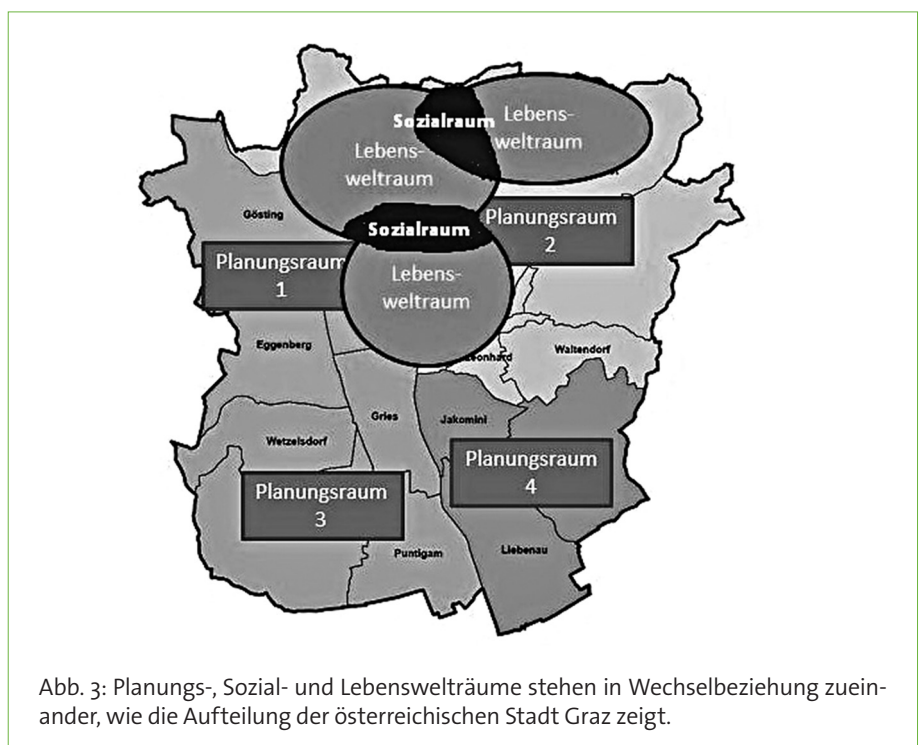 Sozialraum
Lebens-
weltraum
Lebens-
weltraum
Gösting
Sozialraum
Planungsraum
2
Planungsraum
1
Lebens-
weltraum
Eggenberg
Waltendorf
Gries
Jakomini
Wetzelsdorf
Planungsraum
4
Planungsraum
3
Puntigam
Liebenau
Abb. 3: Planungs-, Sozial- und Lebenswelträume stehen in Wechselbeziehung zuein-
ander, wie die Aufteilung der österreichischen Stadt Graz zeigt.